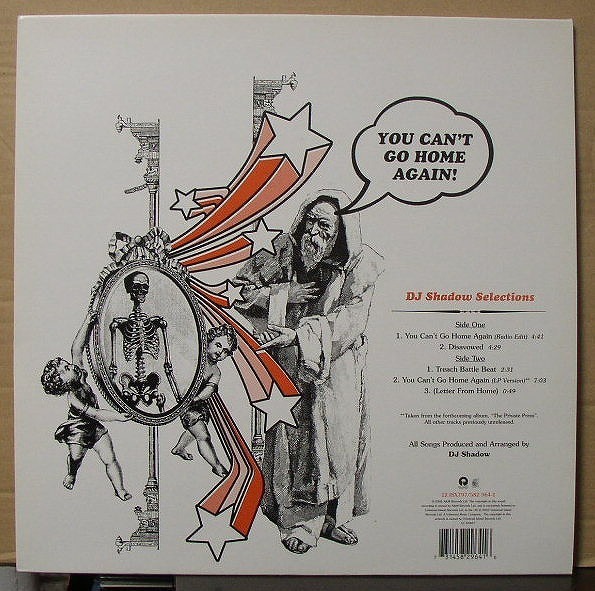 YOU CAN'T
GO HOME
AGAIN!
DJ Shadow Selections
Side One
1. You Can't Go Home Again (Radio Edit) 4:41
2. Disavowed 4:29
Side Two
1. Treach Battle Beat 2:31
2. You Can't Go Home Again (LP Version)** 7:03
3. (Letter From Home) 0:49
**Taken from the forthcoming album, "The Private Press".
All other tracks previously unreleased.
All Songs Produced and Arranged by
DJ Shadow